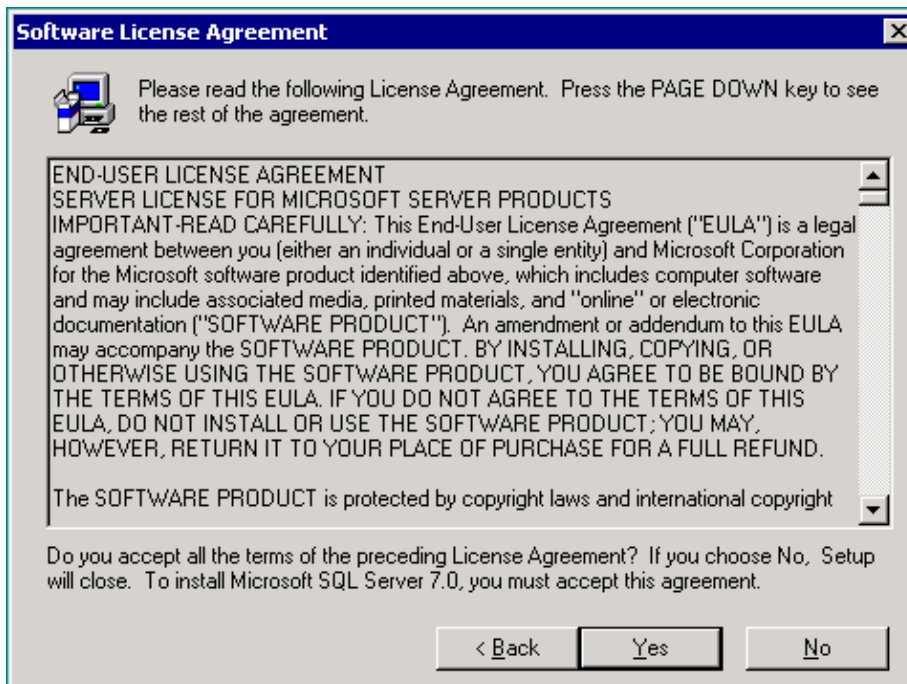 Software License Agreement
Please read the following License Agreement. Press the PAGE DOWN key to see
the rest of the agreement.
END-USER LICENSE AGREEMENT
SERVER LICENSE FOR MICROSOFT SERVER PRODUCTS
IMPORTANT-READ CAREFULLY: This End-User License Agreement ("EULA") is a legal
agreement between you (either an individual or a single entity) and Microsoft Corporation
for the Microsoft software product identified above, which includes computer software
and may include associated media, printed materials, and "online" or electronic
documentation ("SOFTWARE PRODUCT"). An amendment or addendum to this EULA
may accompany the SOFTWARE PRODUCT. BY INSTALLING, COPYING, OR
OTHERWISE USING THE SOFTWARE PRODUCT, YOU AGREE TO BE BOUND BY
THE TERMS OF THIS EULA. IF YOU DO NOT AGREE TO THE TERMS OF THIS
EULA, DO NOT INSTALL OR USE THE SOFTWARE PRODUCT; YOU MAY,
HOWEVER, RETURN IT TO YOUR PLACE OF PURCHASE FOR A FULL REFUND.
The SOFTWARE PRODUCT is protected by copyright laws and international copyright
Do you accept all the terms of the preceding License Agreement? If you choose No, Setup
will close. To install Microsoft SQL Server 7.0, you must accept this agreement.
< Back
Yes
No